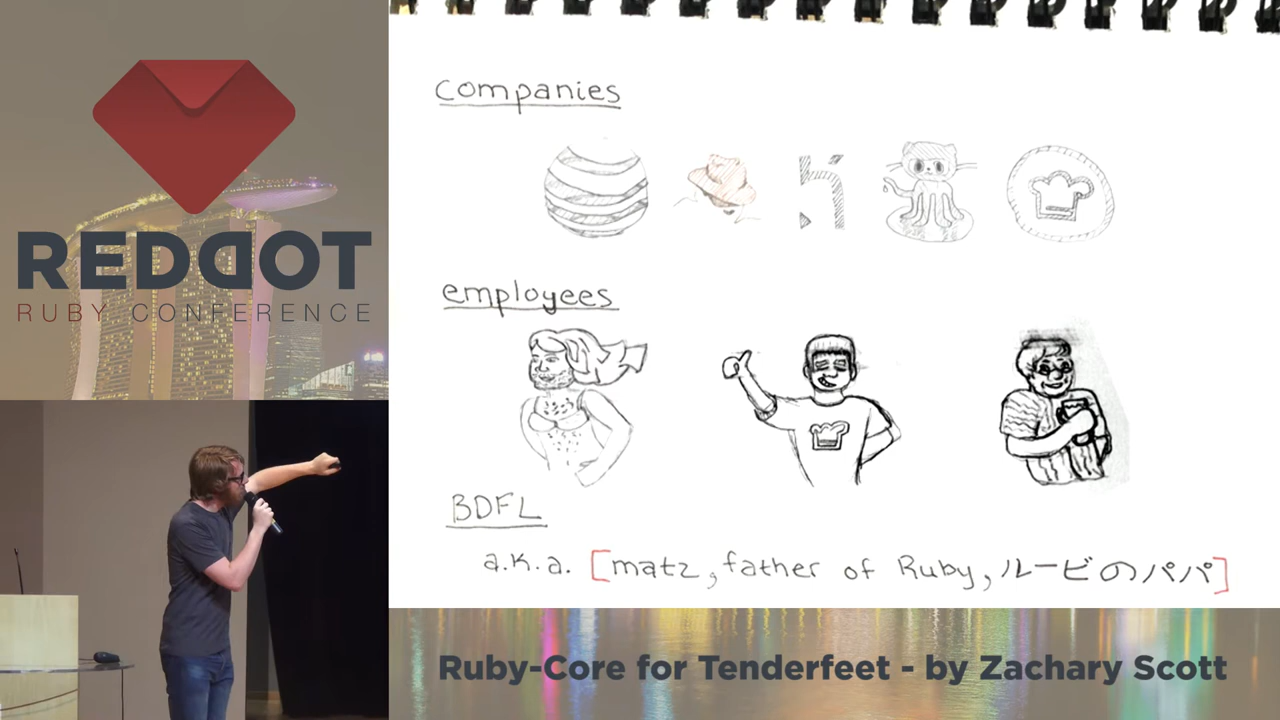 REDDOT
RUBY CONFERENCE
companies
employees
BDFL
a.k.a. [matz, father of Ruby, ルービのパパ]
Ruby-Core for Tenderfeet - by Zachary Scott